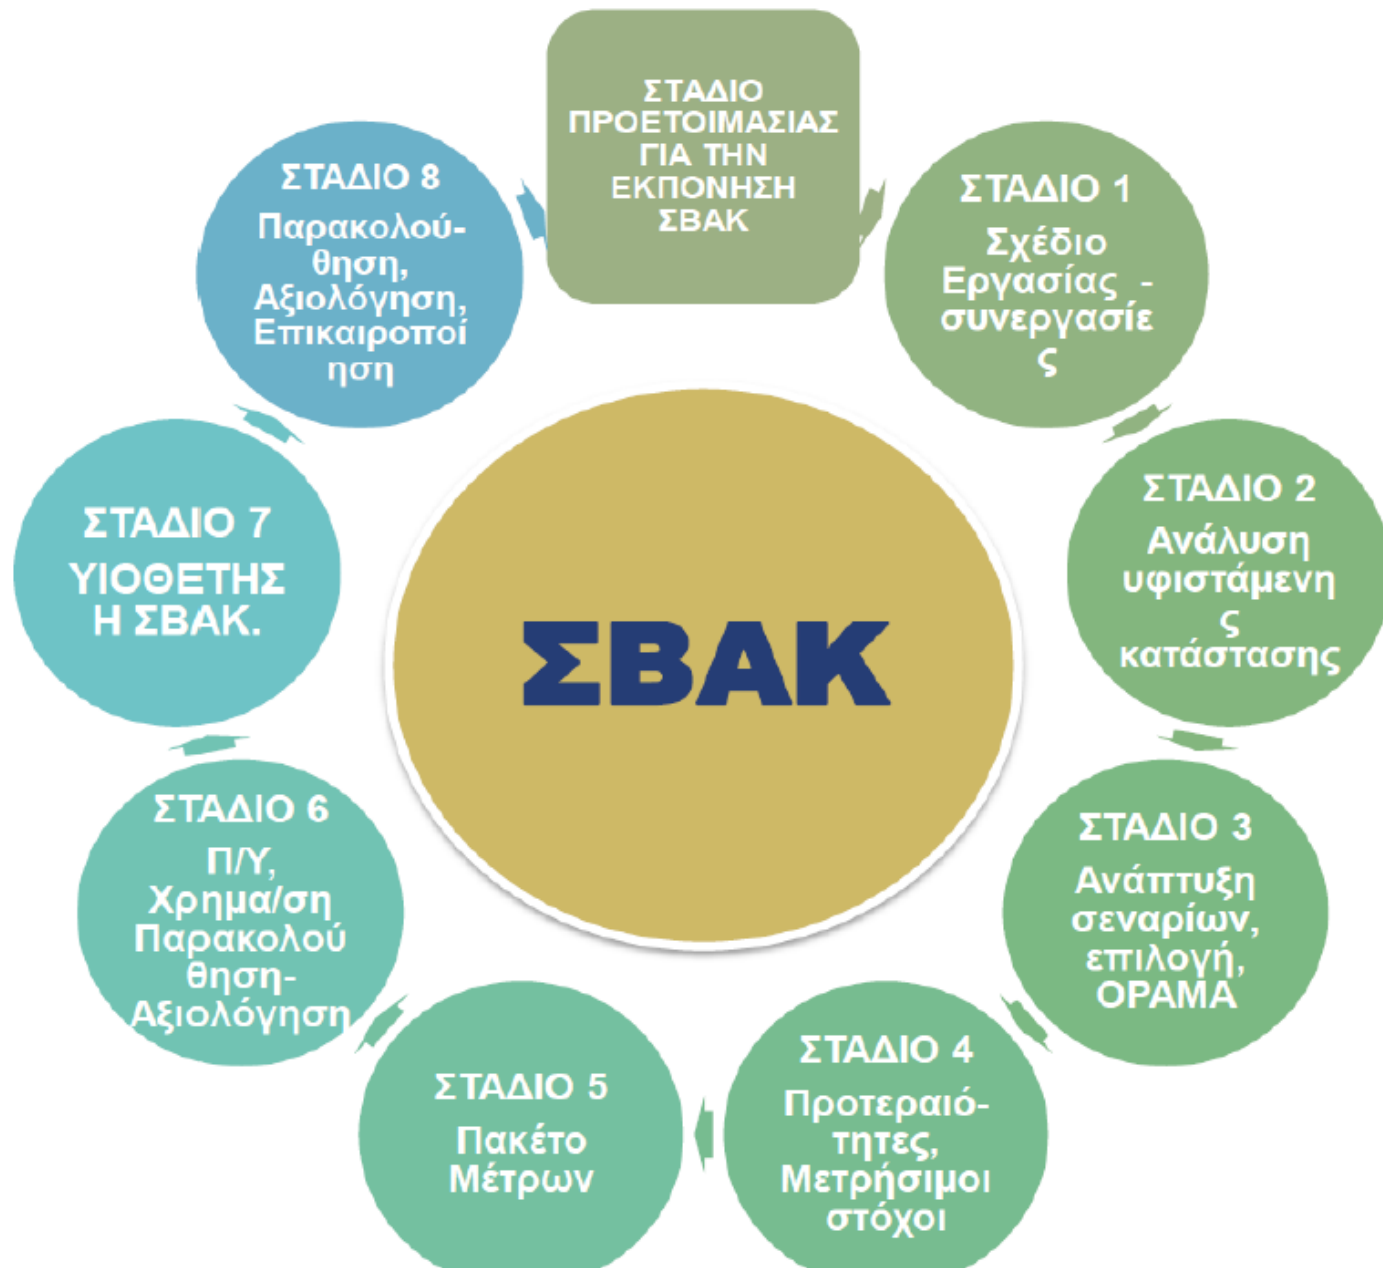 ΣΤΑΔΙΟ
ΠΡΟΕΤΟΙΜΑΣΙΑΣ
ΓΙΑ ΤΗΝ
ΕΚΠΟΝΗΣΗ
ΣΒΑΚ
ΣΤΑΔΙΟ 1
Σχέδιο
Εργασίας -
συνεργασίε
ς
ΣΤΑΔΙΟ 2
Ανάλυση
υφιστάμενη
ς
κατάστασης
ΣΤΑΔΙΟ 3
Ανάπτυξη
σεναρίων,
επιλογή,
ΟΡΑΜΑ
ΣΤΑΔΙΟ 4
Προτεραιό-
τητες,
Μετρήσιμοι
στόχοι
ΣΤΑΔΙΟ 5
Πακέτο
Μέτρων
ΣΤΑΔΙΟ 6
Π/Υ,
Χρημα/ση
Παρακολού
θηση-
Αξιολόγηση
ΣΤΑΔΙΟ 7
ΥΙΟΘΕΤΗΣ
Η ΣΒΑΚ.
ΣΤΑΔΙΟ 8
Παρακολού-
θηση,
Αξιολόγηση,
Επικαιροποί
ηση
ΣΒΑΚ